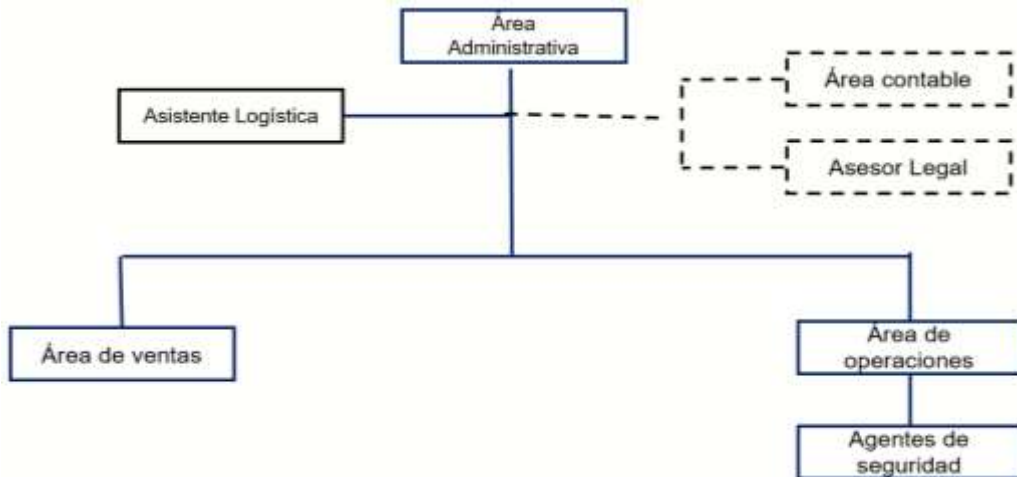 Área
Administrativa
Área contable
Asistente Logística
Asesor Legal
Área de ventas
Área de
operaciones
Agentes de
seguridad